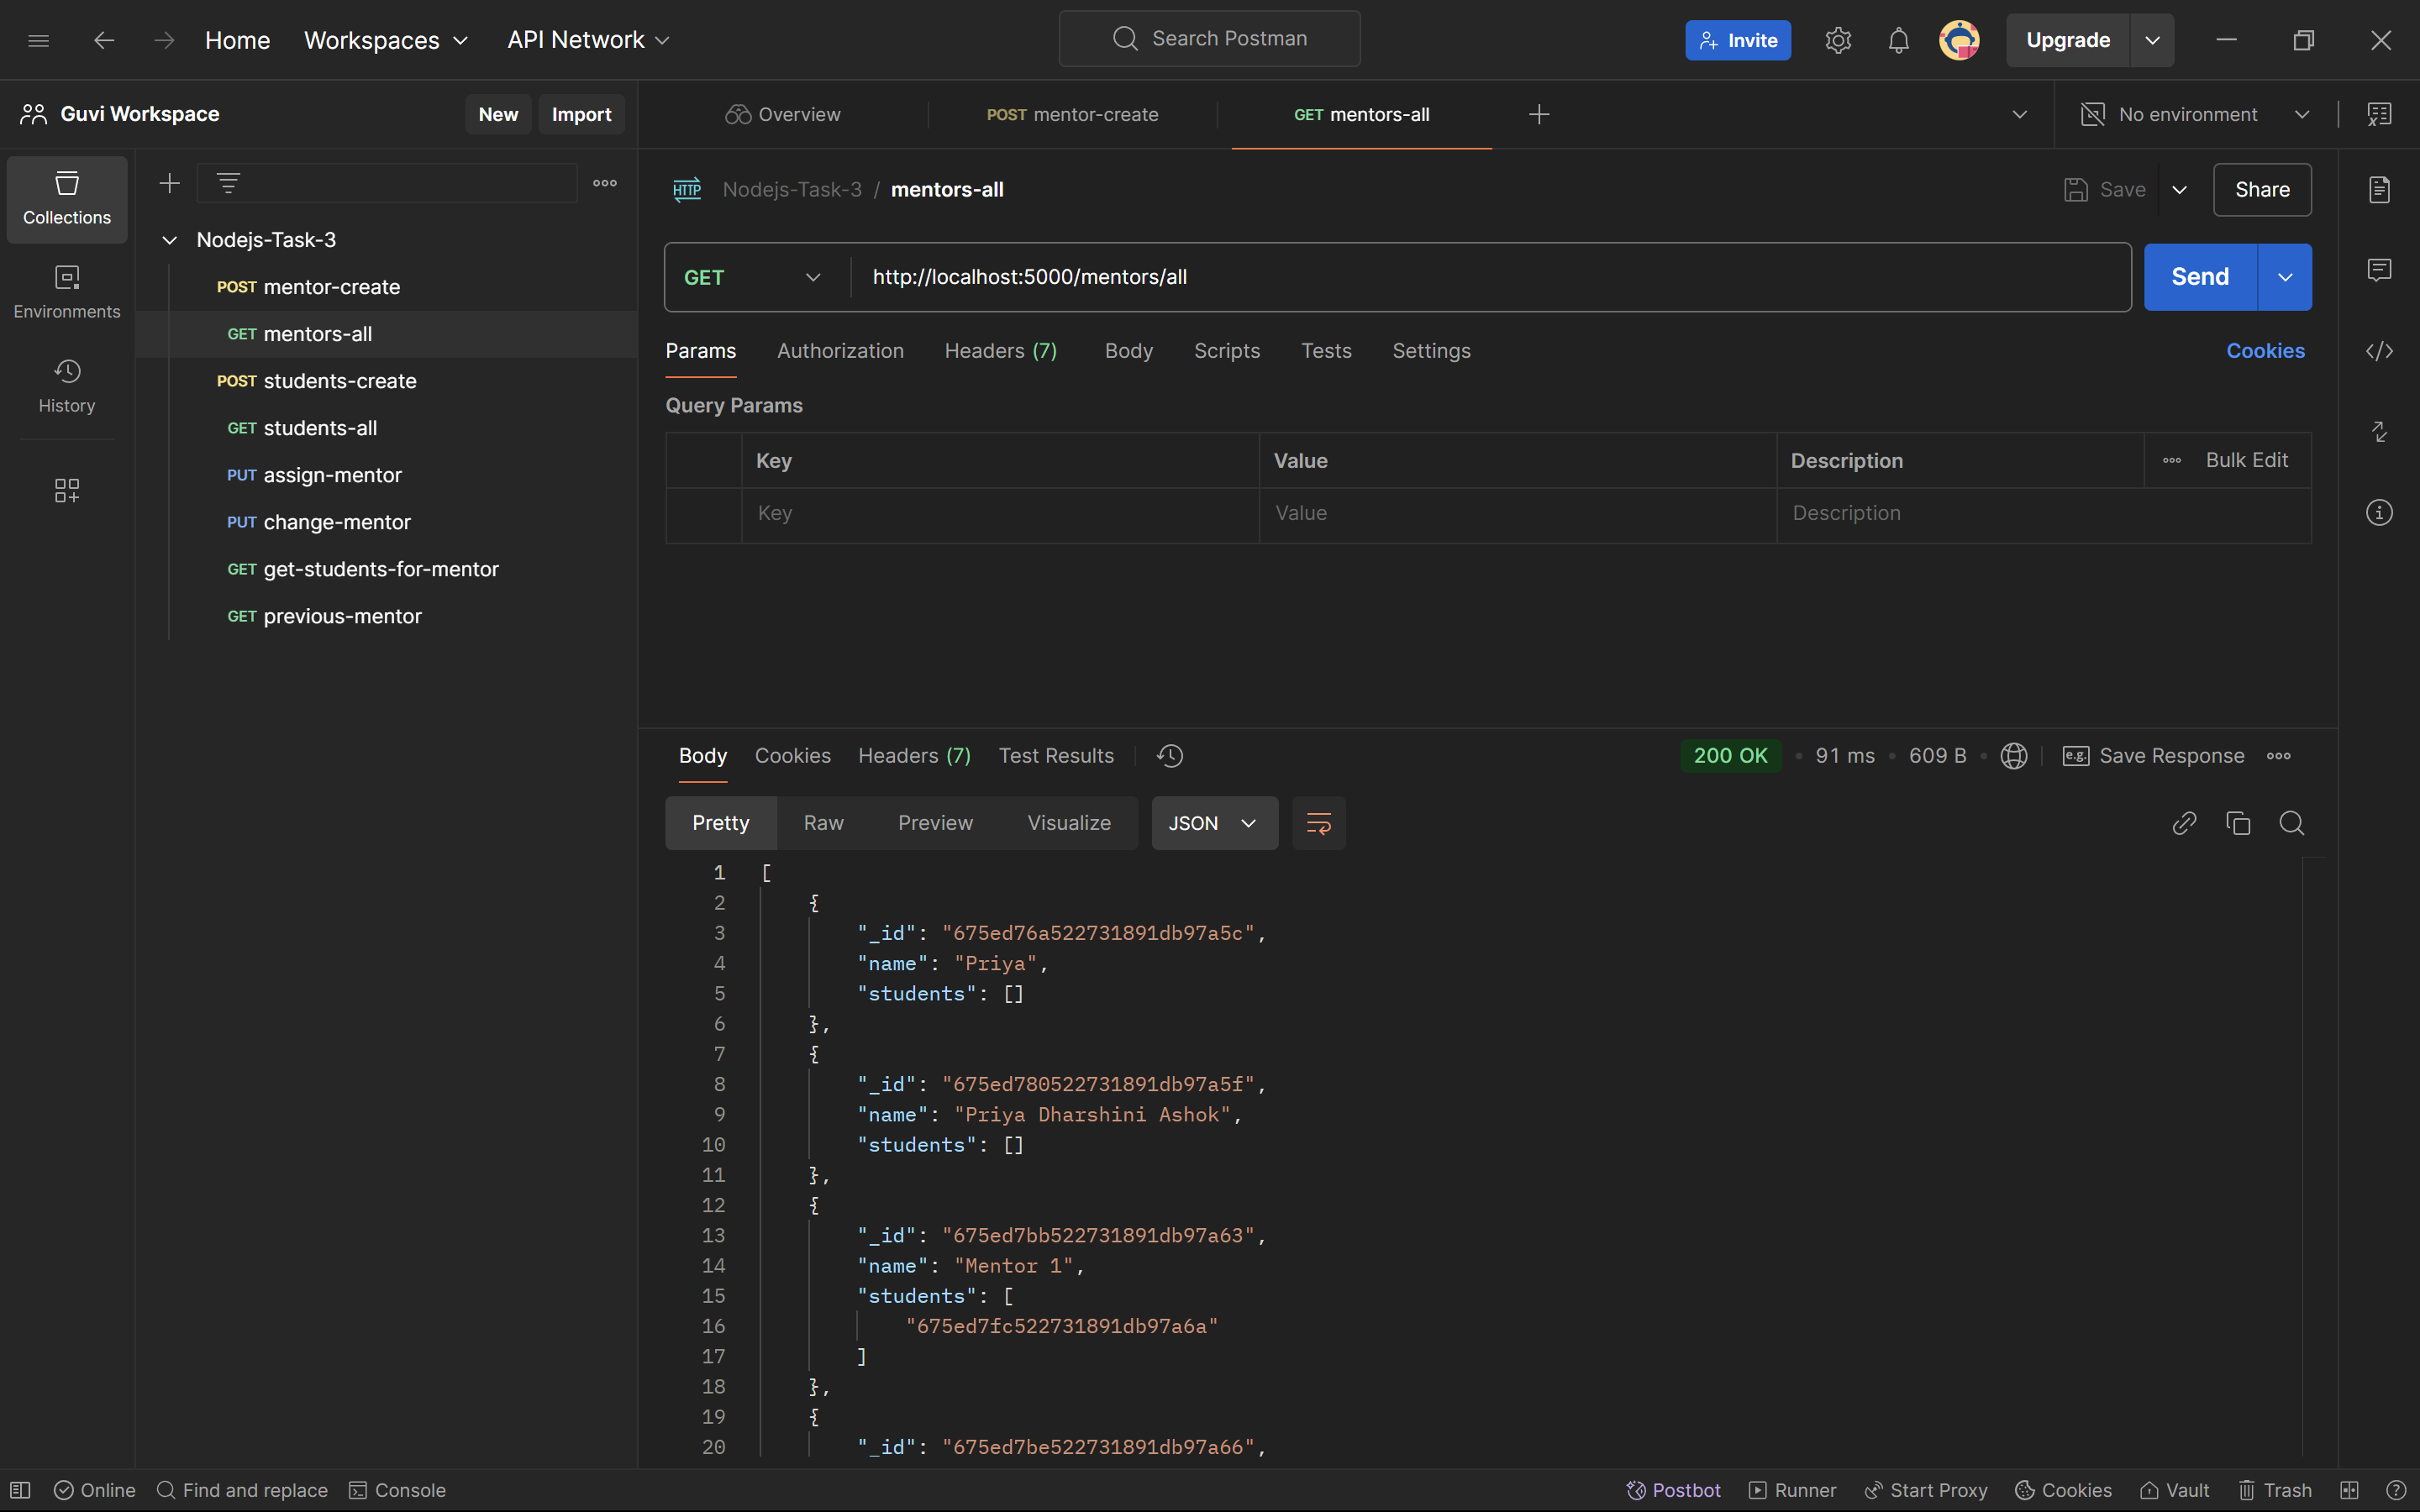 Home Workspaces API Network Search Postman Invite Upgrade
Guvi Workspace New Import Overview POST mentor-create GET mentors-all No environment
Collections
Environments
History
Nodejs-Task-3
POST mentor-create
GET mentors-all
POST students-create
GET students-all
PUT assign-mentor
PUT change-mentor
GET get-students-for-mentor
GET previous-mentor
HTTP Nodejs-Task-3 / mentors-all Save Share
GET http://localhost:5000/mentors/all Send
Params Authorization Headers (7) Body Scripts Tests Settings Cookies
Query Params
Key Value Description Bulk Edit
Key Value Description
Body Cookies Headers (7) Test Results 200 OK • 91 ms • 609 B • e.g. Save Response
Pretty Raw Preview Visualize JSON
1 [
2 {
3 "_id": "675ed76a522731891db97a5c",
4 "name": "Priya",
5 "students": []
6 },
7 {
8 "_id": "675ed780522731891db97a5f",
9 "name": "Priya Dharshini Ashok",
10 "students": []
11 },
12 {
13 "_id": "675ed7bb522731891db97a63",
14 "name": "Mentor 1",
15 "students": [
16 "675ed7fc522731891db97a6a"
17 ]
18 },
19 {
20 "_id": "675ed7be522731891db97a66",
Online Find and replace Console Postbot Runner Start Proxy Cookies Vault Trash